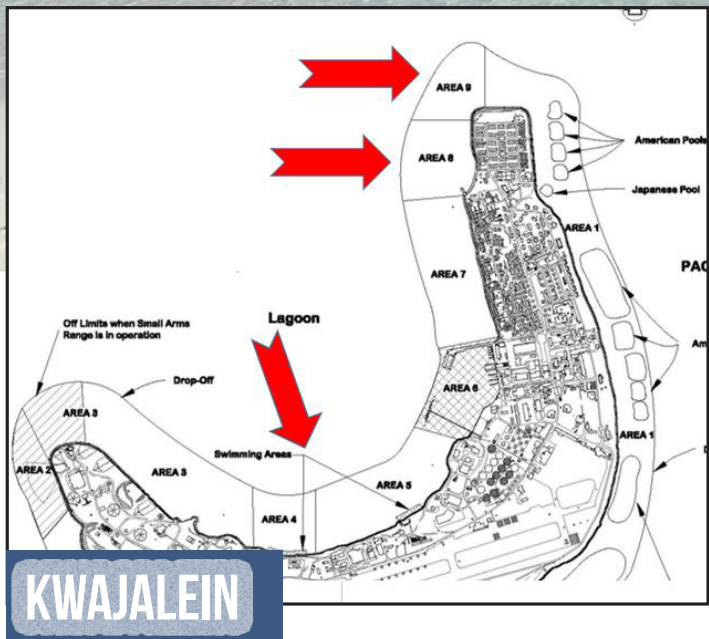 AREA 9
American Pools
AREA 8
Japanese Pool
AREA 1
PAC
AREA 7
Lagoon
Off Limits when Small Arms
Range is in operation
Am
Drop-Off
AREA 6
AREA 3
AREA 1
Swimming Areas
AREA 2
AREA 3
AREA 5
AREA 4
KWAJALEIN